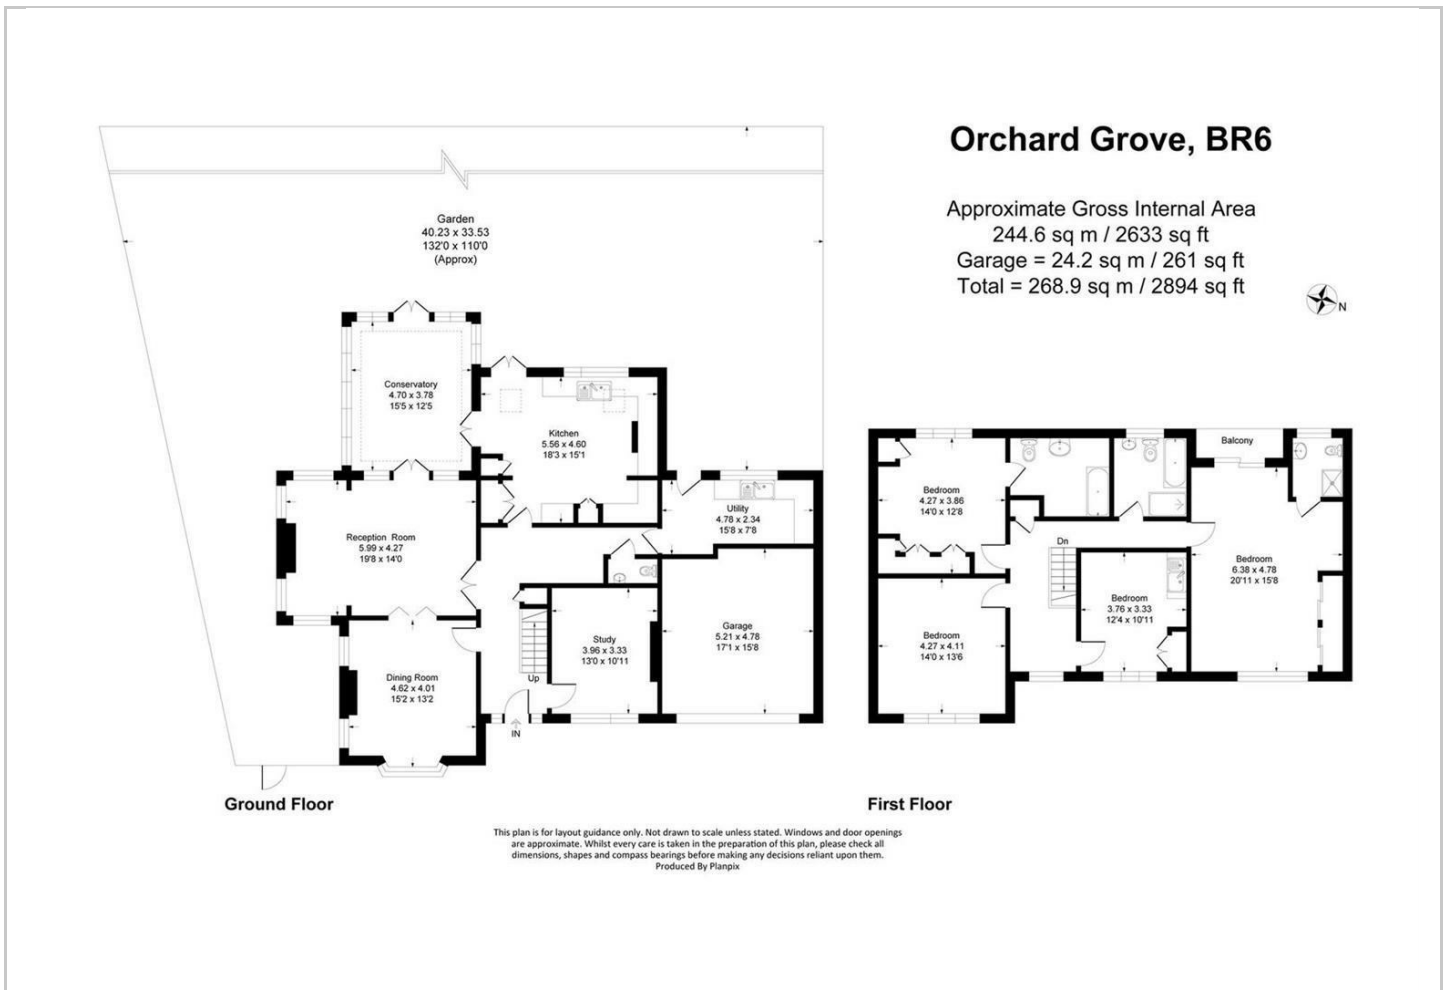 Orchard Grove, BR6
Approximate Gross Internal Area
244.6 sq m / 2633 sq ft
Garage = 24.2 sq m / 261 sq ft
Total = 268.9 sq m / 2894 sq ft
N
Garden
40.23 x 33.53
132'0 x 110'0
(Approx)
Conservatory
4.70 x 3.78
15'5 x 12'5
Kitchen
5.56 x 4.60
18'3 x 15'1
Utility
4.78 x 2.34
15'8 x 7'8
Reception Room
5.99 x 4.27
19'8 x 14'0
Garage
5.21 x 4.78
17'1 x 15'8
Study
3.96 x 3.33
13'0 x 10'11
Dining Room
4.62 x 4.01
15'2 x 13'2
Up
IN
Ground Floor
Balcony
Bedroom
4.27 x 3.86
14'0 x 12'8
Dn
Bedroom
6.38 x 4.78
20'11 x 15'8
Bedroom
3.76 x 3.33
12'4 x 10'11
Bedroom
4.27 x 4.11
14'0 x 13'6
First Floor
This plan is for layout guidance only. Not drawn to scale unless stated. Windows and door openings
are approximate. Whilst every care is taken in the preparation of this plan, please check all
dimensions, shapes and compass bearings before making any decisions reliant upon them.
Produced By Planpix